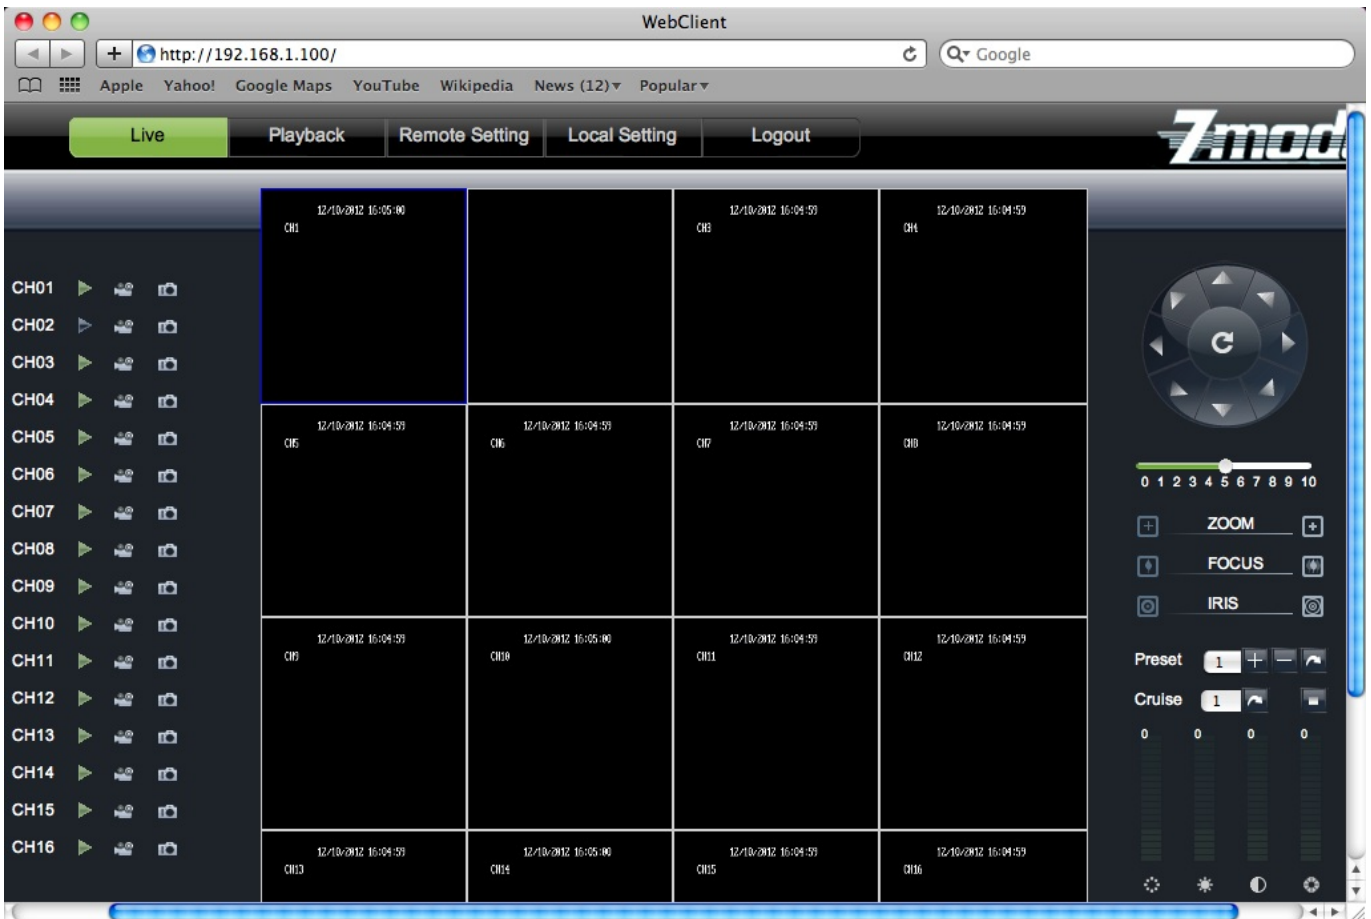 WebClient
http://192.168.1.100/
Google
Apple Yahoo! Google Maps YouTube Wikipedia News (12) Popular
Live Playback Remote Setting Local Setting Logout
Zmod
12/10/2012 16:05:00 12/10/2012 16:04:59 12/10/2012 16:04:59
CH1 CH3 CH4
CH01
CH02
CH03
CH04
CH05
CH06
CH07
CH08
CH09
CH10
CH11
CH12
CH13
CH14
CH15
CH16
12/10/2012 16:04:59 12/10/2012 16:04:59 12/10/2012 16:04:59 12/10/2012 16:04:59
CH5 CH6 CH7 CH8
12/10/2012 16:04:59 12/10/2012 16:05:00 12/10/2012 16:04:59 12/10/2012 16:04:59
CH9 CH10 CH11 CH12
12/10/2012 16:04:59 12/10/2012 16:05:00 12/10/2012 16:04:59 12/10/2012 16:04:59
CH13 CH14 CH15 CH16
0 1 2 3 4 5 6 7 8 9 10
ZOOM
FOCUS
IRIS
Preset 1
Cruise 1
0 0 0 0